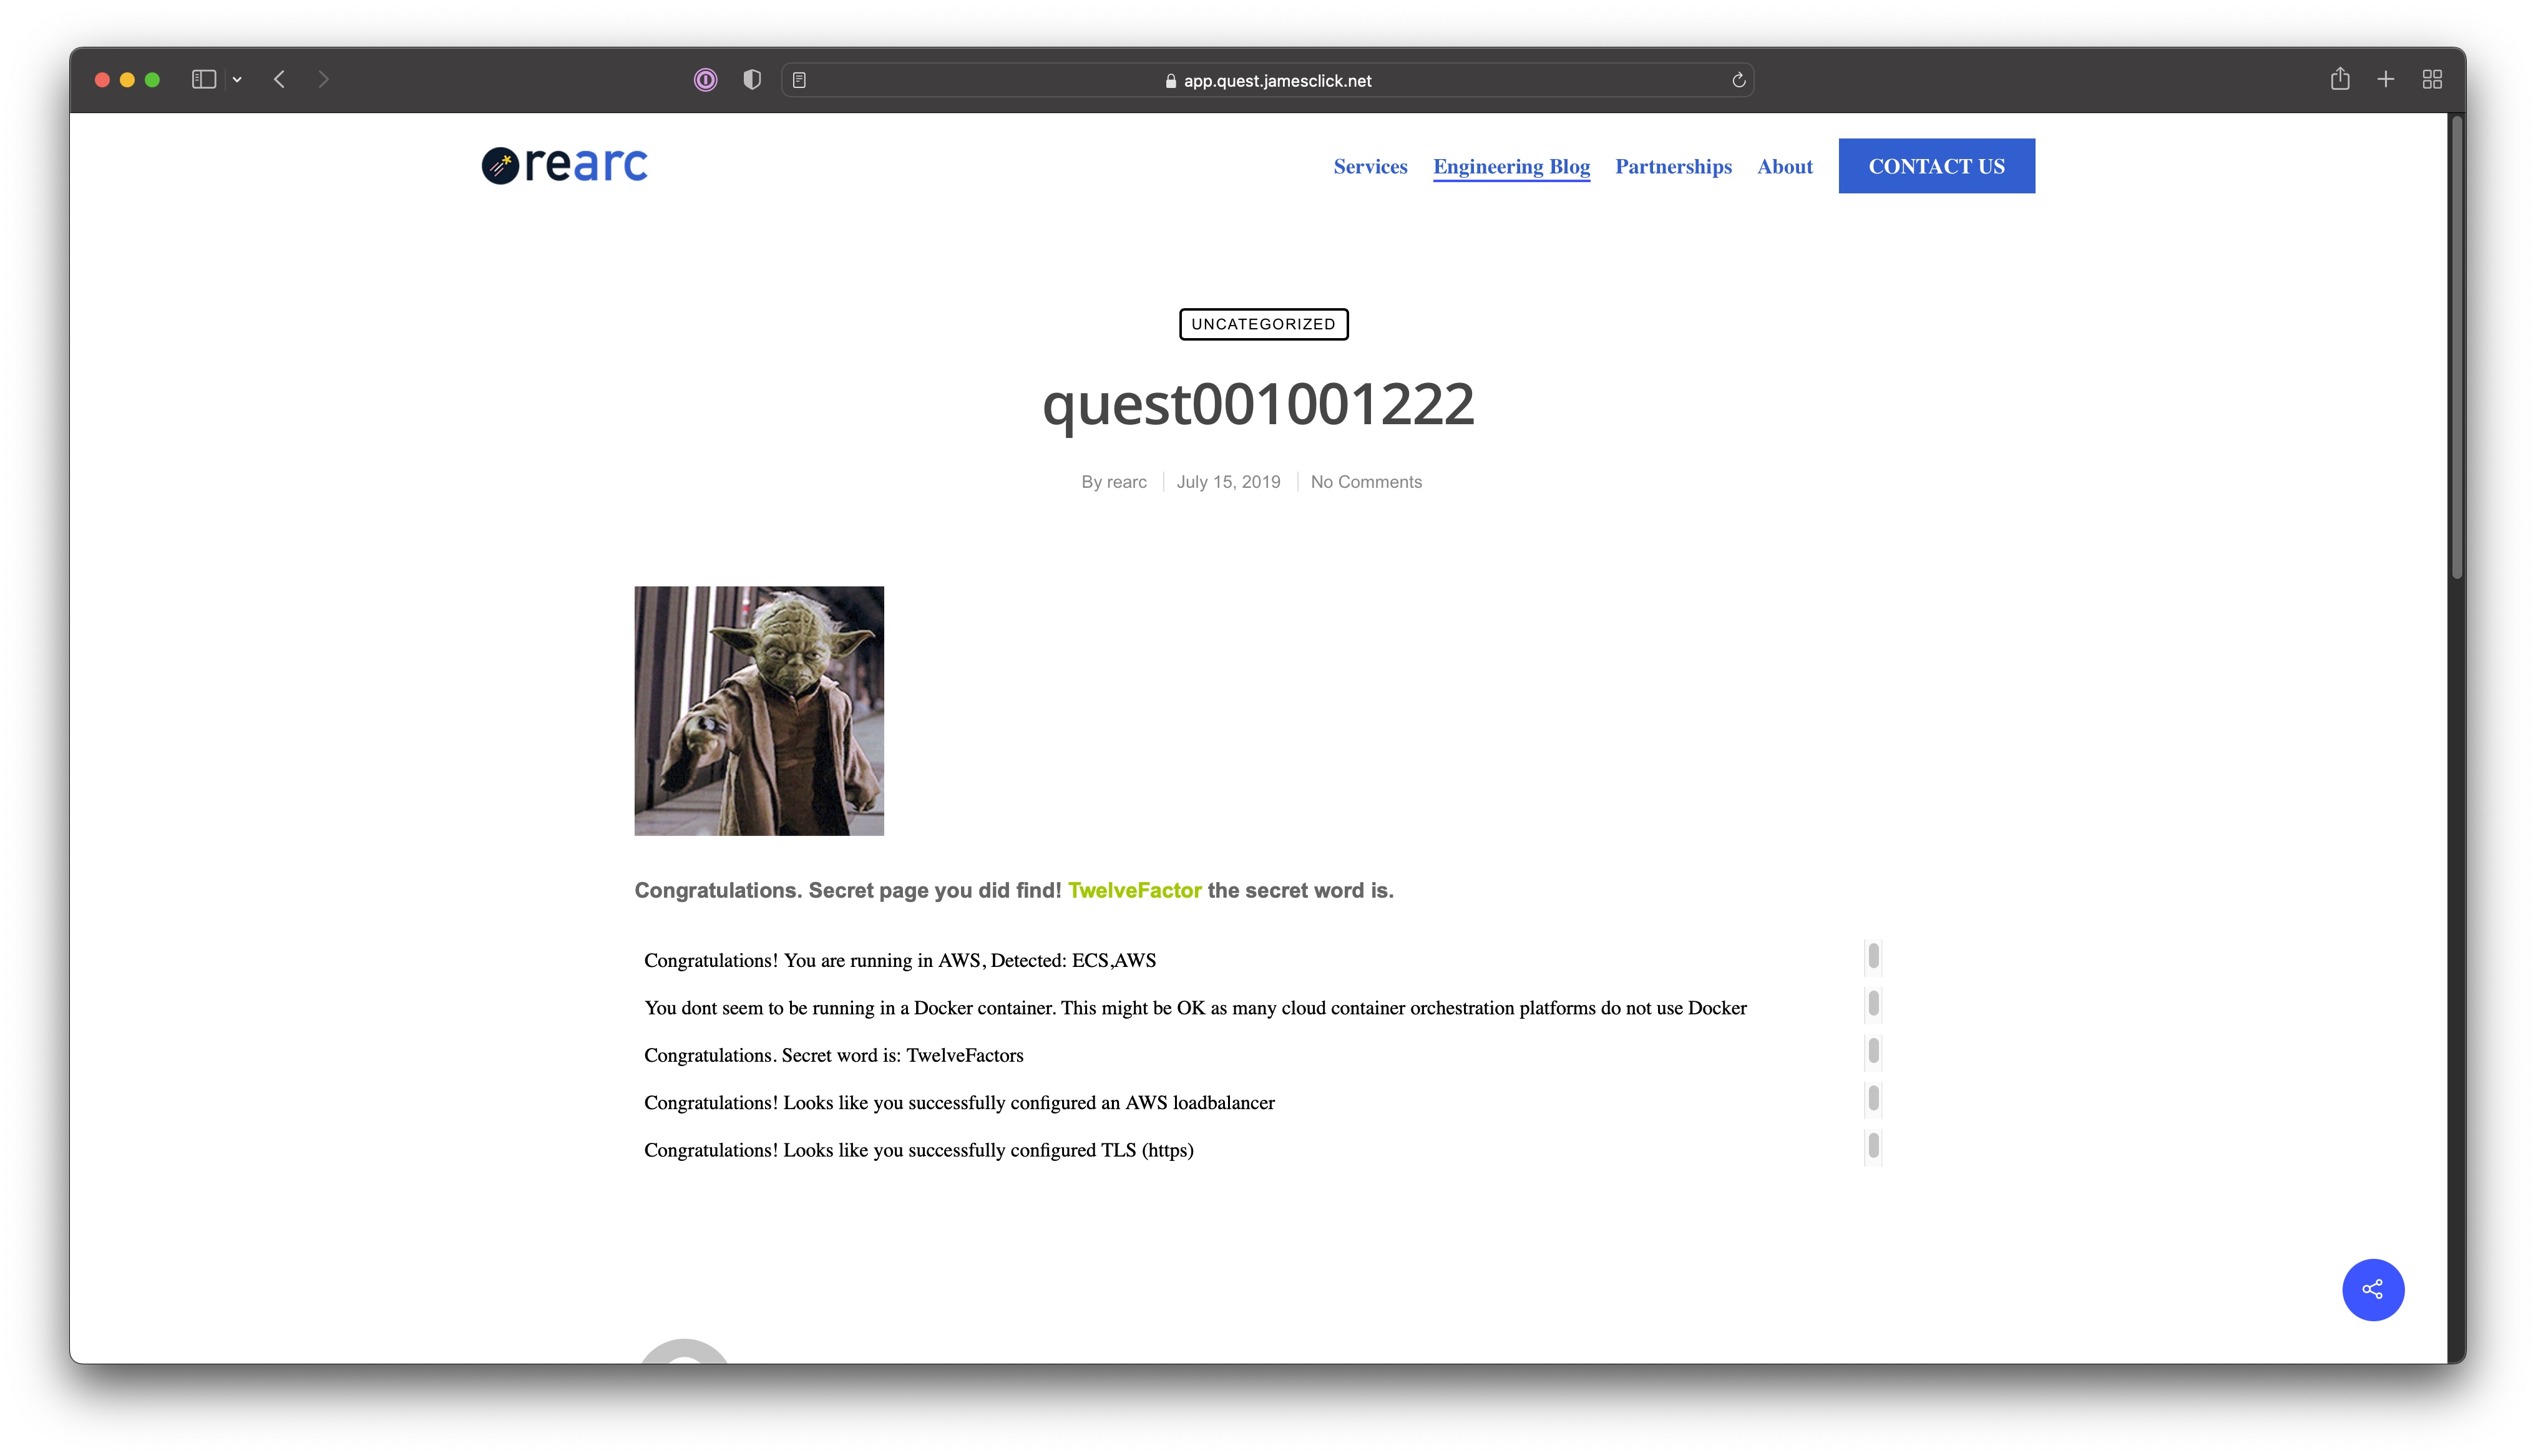 app.quest.jamesclick.net
rearc
Services Engineering Blog Partnerships About CONTACT US
UNCATEGORIZED
quest001001222
By rearc July 15, 2019 No Comments
Congratulations. Secret page you did find! TwelveFactor the secret word is.
Congratulations! You are running in AWS, Detected: ECS,AWS
You dont seem to be running in a Docker container. This might be OK as many cloud container orchestration platforms do not use Docker
Congratulations. Secret word is: TwelveFactors
Congratulations! Looks like you successfully configured an AWS loadbalancer
Congratulations! Looks like you successfully configured TLS (https)